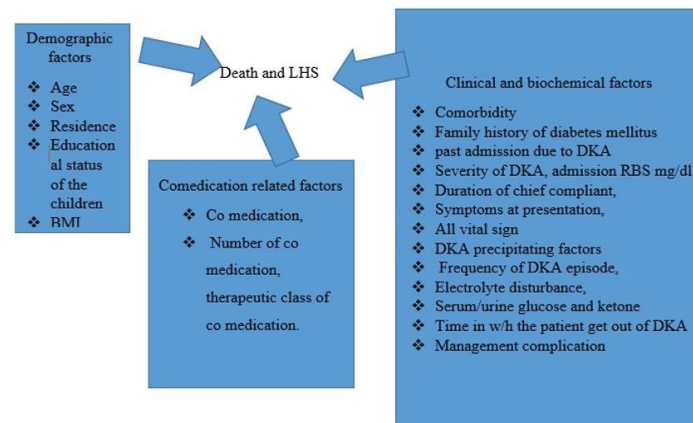 Demographic
factors
❖ Age
❖ Sex
❖ Residence
❖ Education
al status
of the
children
❖ BMI
Death and LHS
Comedication related factors
❖ Co medication,
❖ Number of co
medication,
therapeutic class of
co medication.
Clinical and biochemical factors
❖ Comorbidity
❖ Family history of diabetes mellitus
❖ past admission due to DKA
❖ Severity of DKA, admission RBS mg/dl
❖ Duration of chief compliant,
❖ Symptoms at presentation,
❖ All vital sign
❖ DKA precipitating factors
❖ Frequency of DKA episode,
❖ Electrolyte disturbance,
❖ Serum/urine glucose and ketone
❖ Time in w/h the patient get out of DKA
❖ Management complication